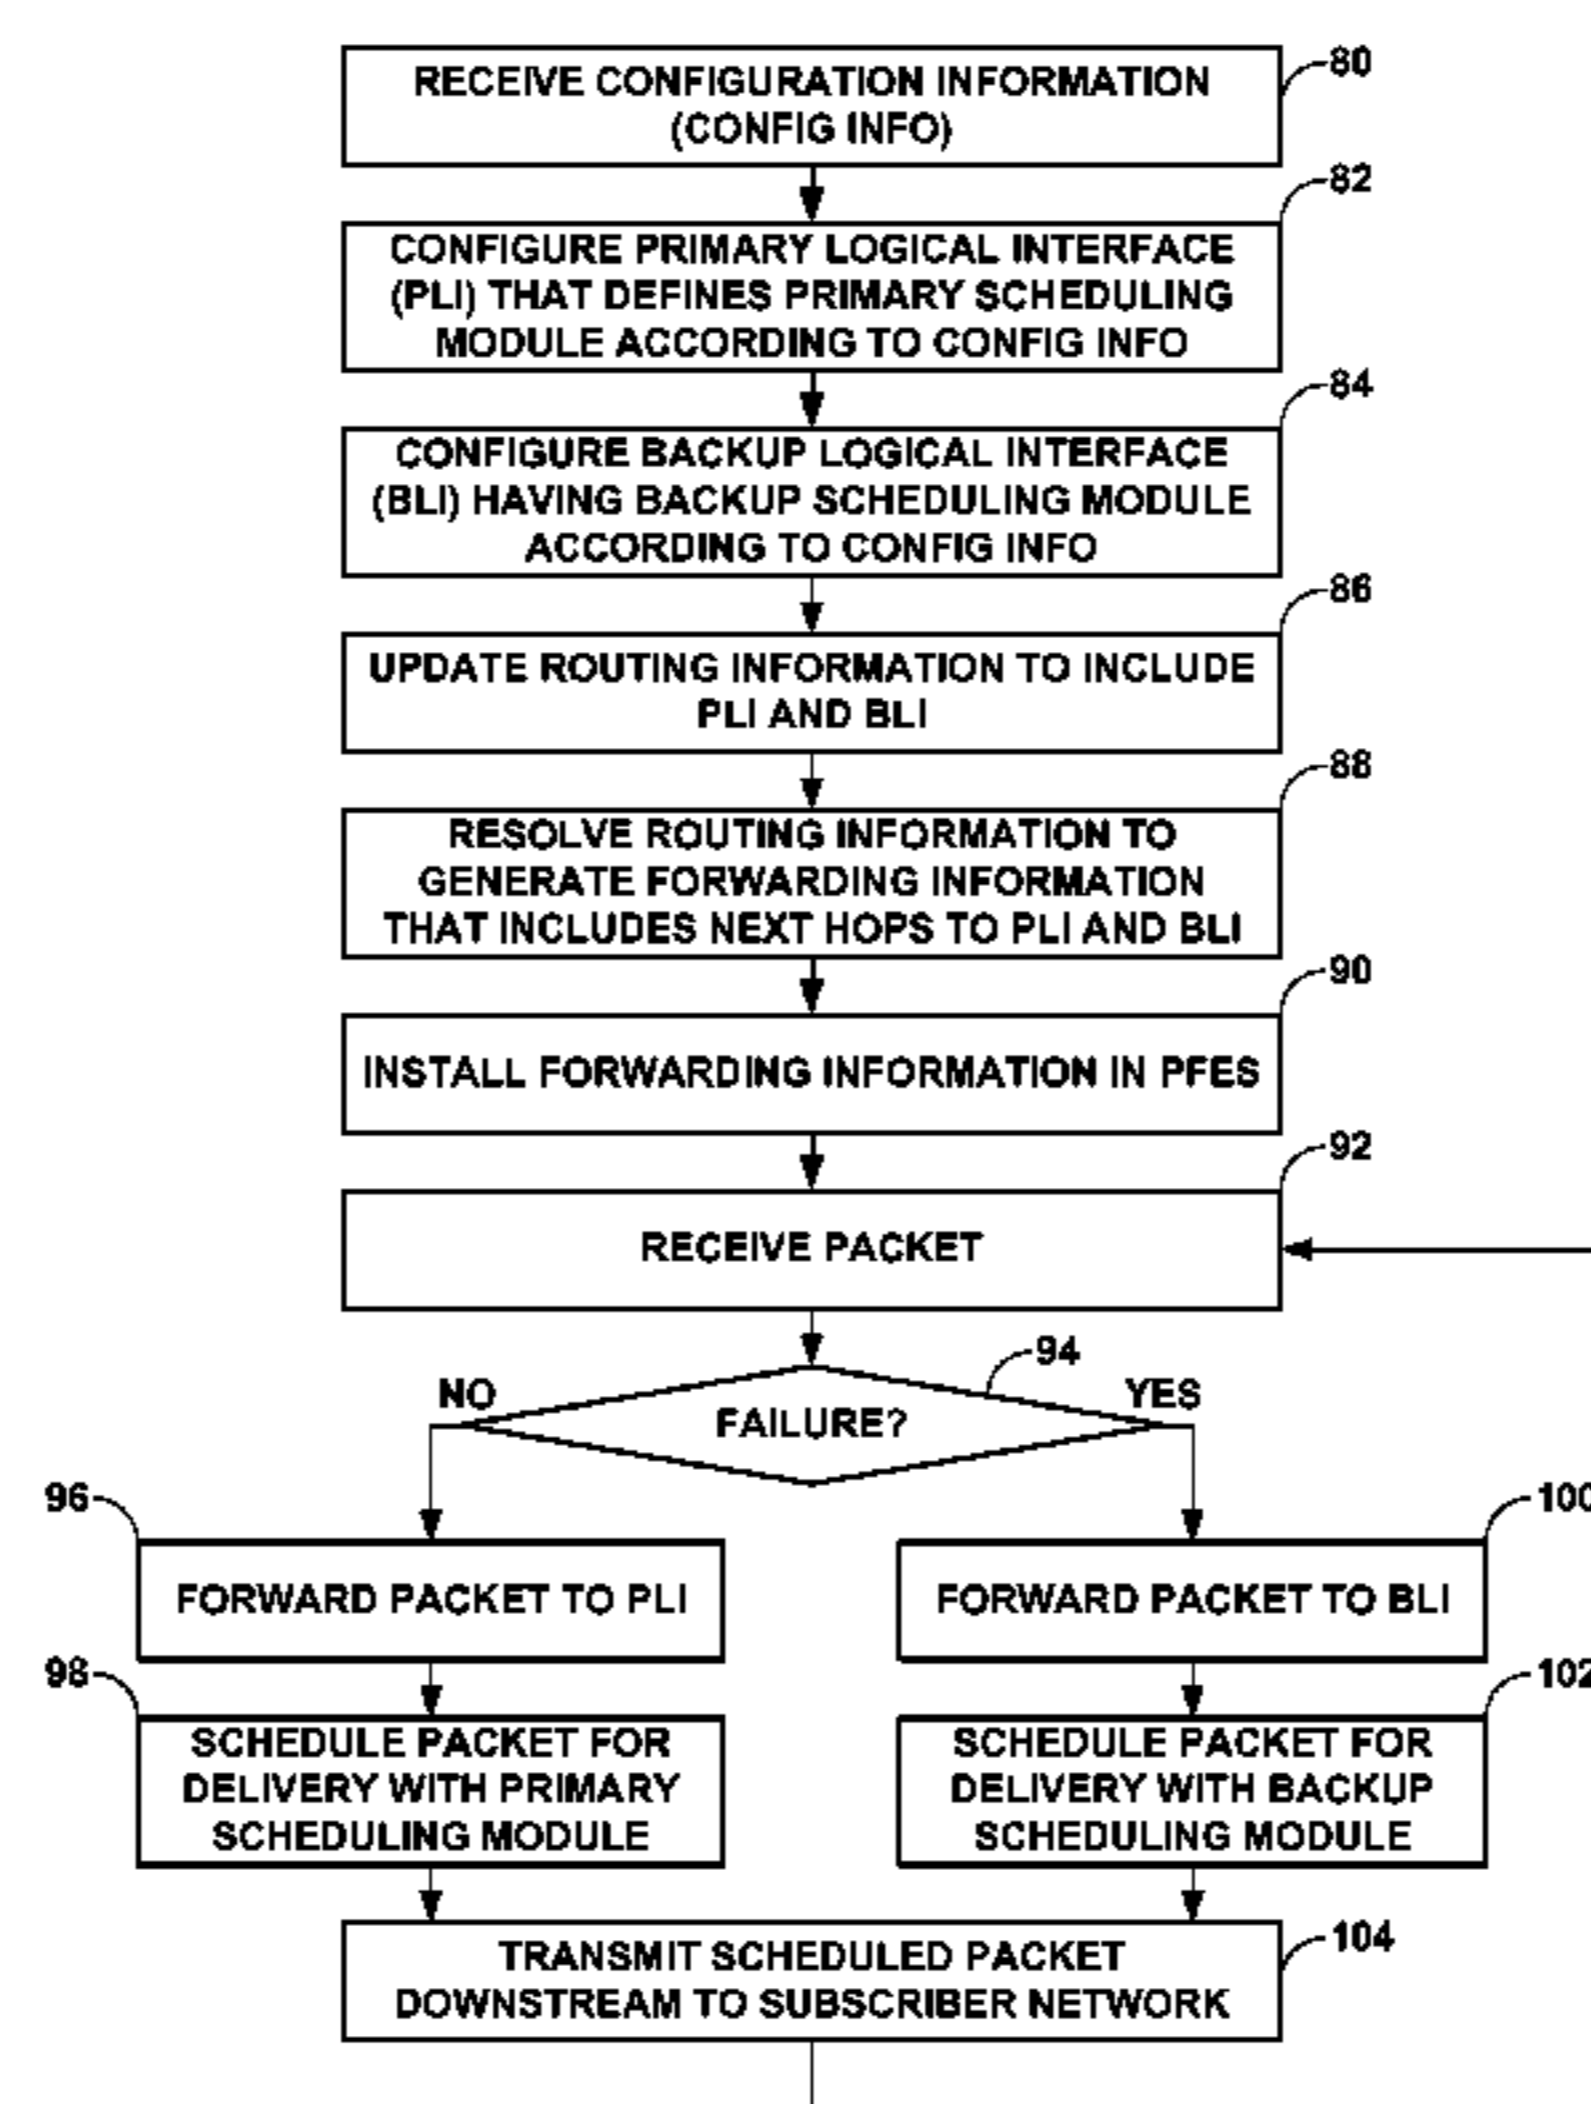 RECEIVE CONFIGURATION INFORMATION
(CONFIG INFO)
80
CONFIGURE PRIMARY LOGICAL INTERFACE
(PLI) THAT DEFINES PRIMARY SCHEDULING
MODULE ACCORDING TO CONFIG INFO
82
CONFIGURE BACKUP LOGICAL INTERFACE
(BLI) HAVING BACKUP SCHEDULING MODULE
ACCORDING TO CONFIG INFO
84
UPDATE ROUTING INFORMATION TO INCLUDE
PLI AND BLI
86
RESOLVE ROUTING INFORMATION TO
GENERATE FORWARDING INFORMATION
THAT INCLUDES NEXT HOPS TO PLI AND BLI
88
INSTALL FORWARDING INFORMATION IN PFES
90
RECEIVE PACKET
92
FAILURE?
94
NO
YES
96
FORWARD PACKET TO PLI
FORWARD PACKET TO BLI
100
98
SCHEDULE PACKET FOR
DELIVERY WITH PRIMARY
SCHEDULING MODULE
SCHEDULE PACKET FOR
DELIVERY WITH BACKUP
SCHEDULING MODULE
102
TRANSMIT SCHEDULED PACKET
DOWNSTREAM TO SUBSCRIBER NETWORK
104